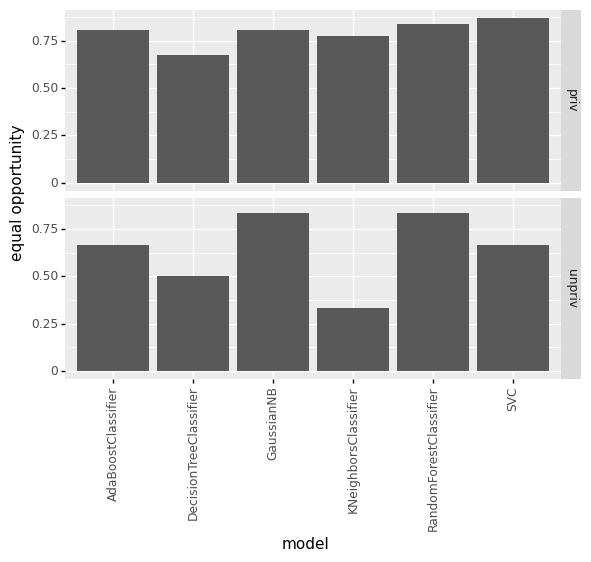 equal opportunity
0.75
0.50
0.25
0
priv
0.75
0.50
0.25
0
unpriv
AdaBoostClassifier
DecisionTreeClassifier
GaussianNB
KNeighborsClassifier
RandomForestClassifier
SVC
model